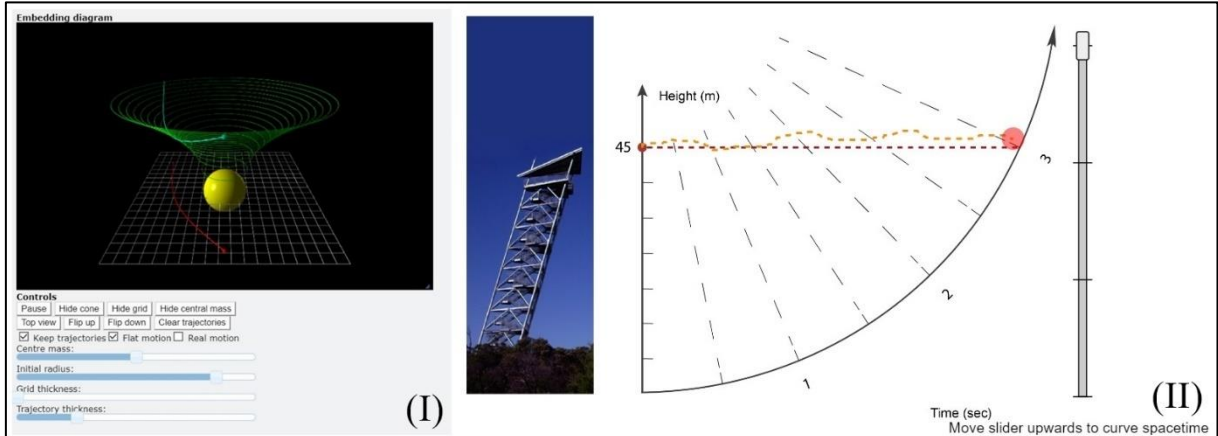 Embedding diagram
Controls
Pause Hide cone Hide grid Hide central mass
Top view Flip up Flip down Clear trajectories
Keep trajectories Flat motion Real motion
Centre mass:
Initial radius:
Grid thickness:
Trajectory thickness:
(I)
Height (m)
45
1
2
3
Time (sec)
Move slider upwards to curve spacetime
(II)